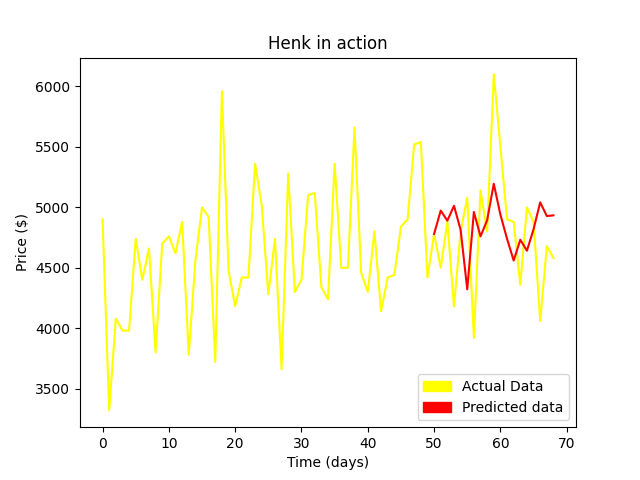 Henk in action
Price ($)
6000
5500
5000
4500
4000
3500
0 10 20 30 40 50 60 70
Time (days)
Actual Data
Predicted data